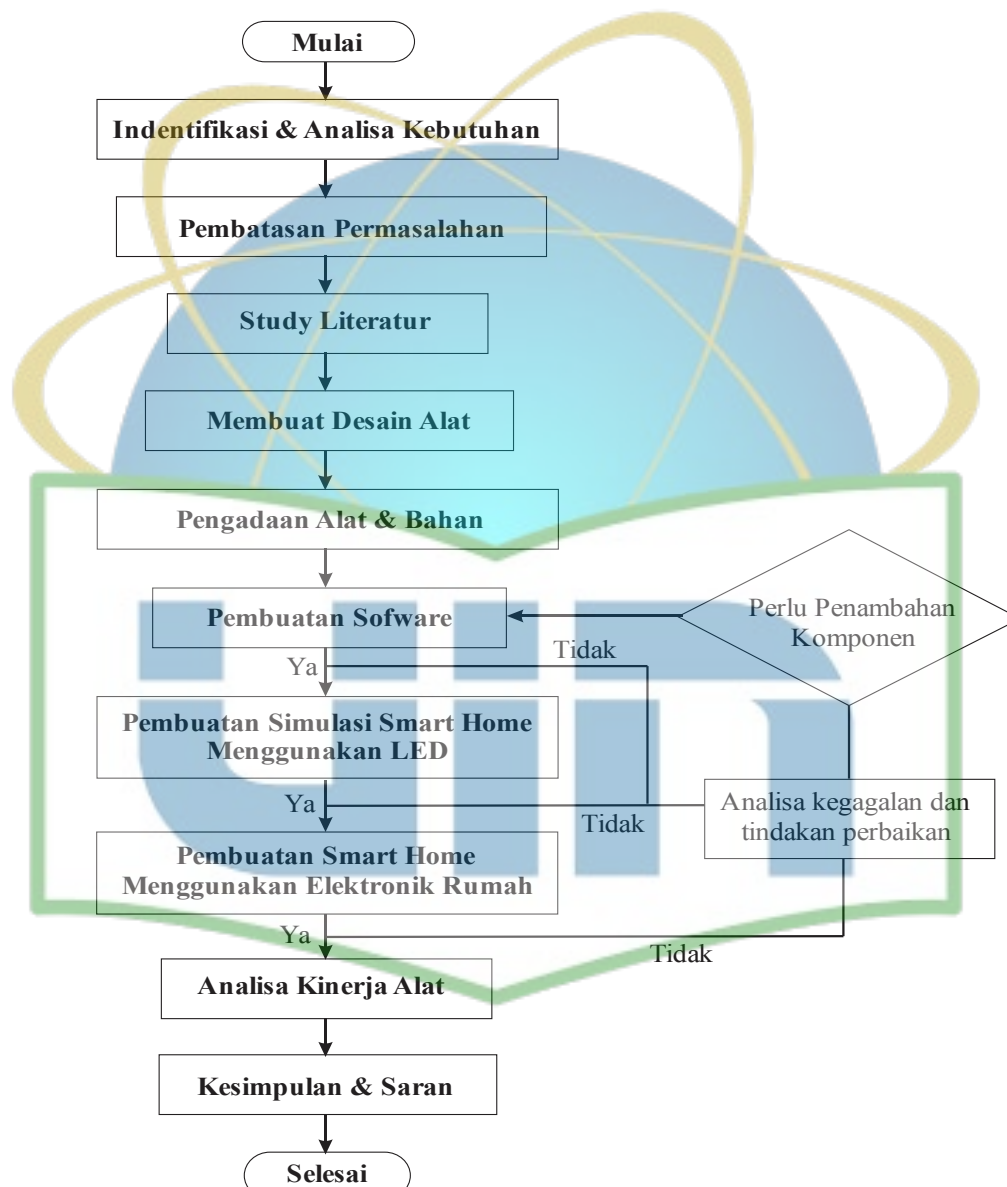 Mulai
Indentifikasi & Analisa Kebutuhan
Pembatasan Permasalahan
Study Literatur
Membuat Desain Alat
Pengadaan Alat & Bahan
Pembuatan Sofware
Perlu Penambahan
Komponen
Ya
Tidak
Pembuatan Simulasi Smart Home
Menggunakan LED
Ya
Tidak
Analisa kegagalan dan
tindakan perbaikan
Pembuatan Smart Home
Menggunakan Elektronik Rumah
Ya
Tidak
Analisa Kinerja Alat
Kesimpulan & Saran
Selesai